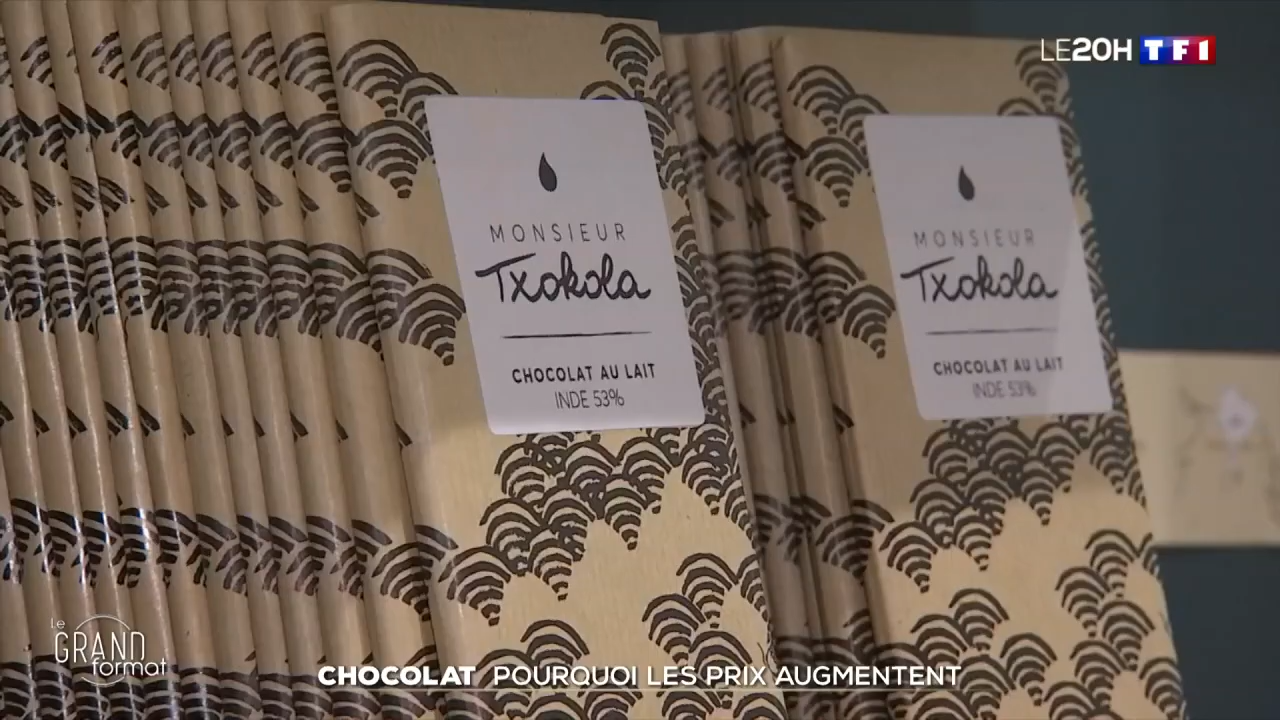 LE20H TF1
MONSIEUR
Txokola
CHOCOLAT AU LAIT
INDE 53%
MONSIEUR
Txokola
CHOCOLAT AU LAIT
INDE 53%
Le
GRAND
format
CHOCOLAT POURQUOI LES PRIX AUGMENTENT